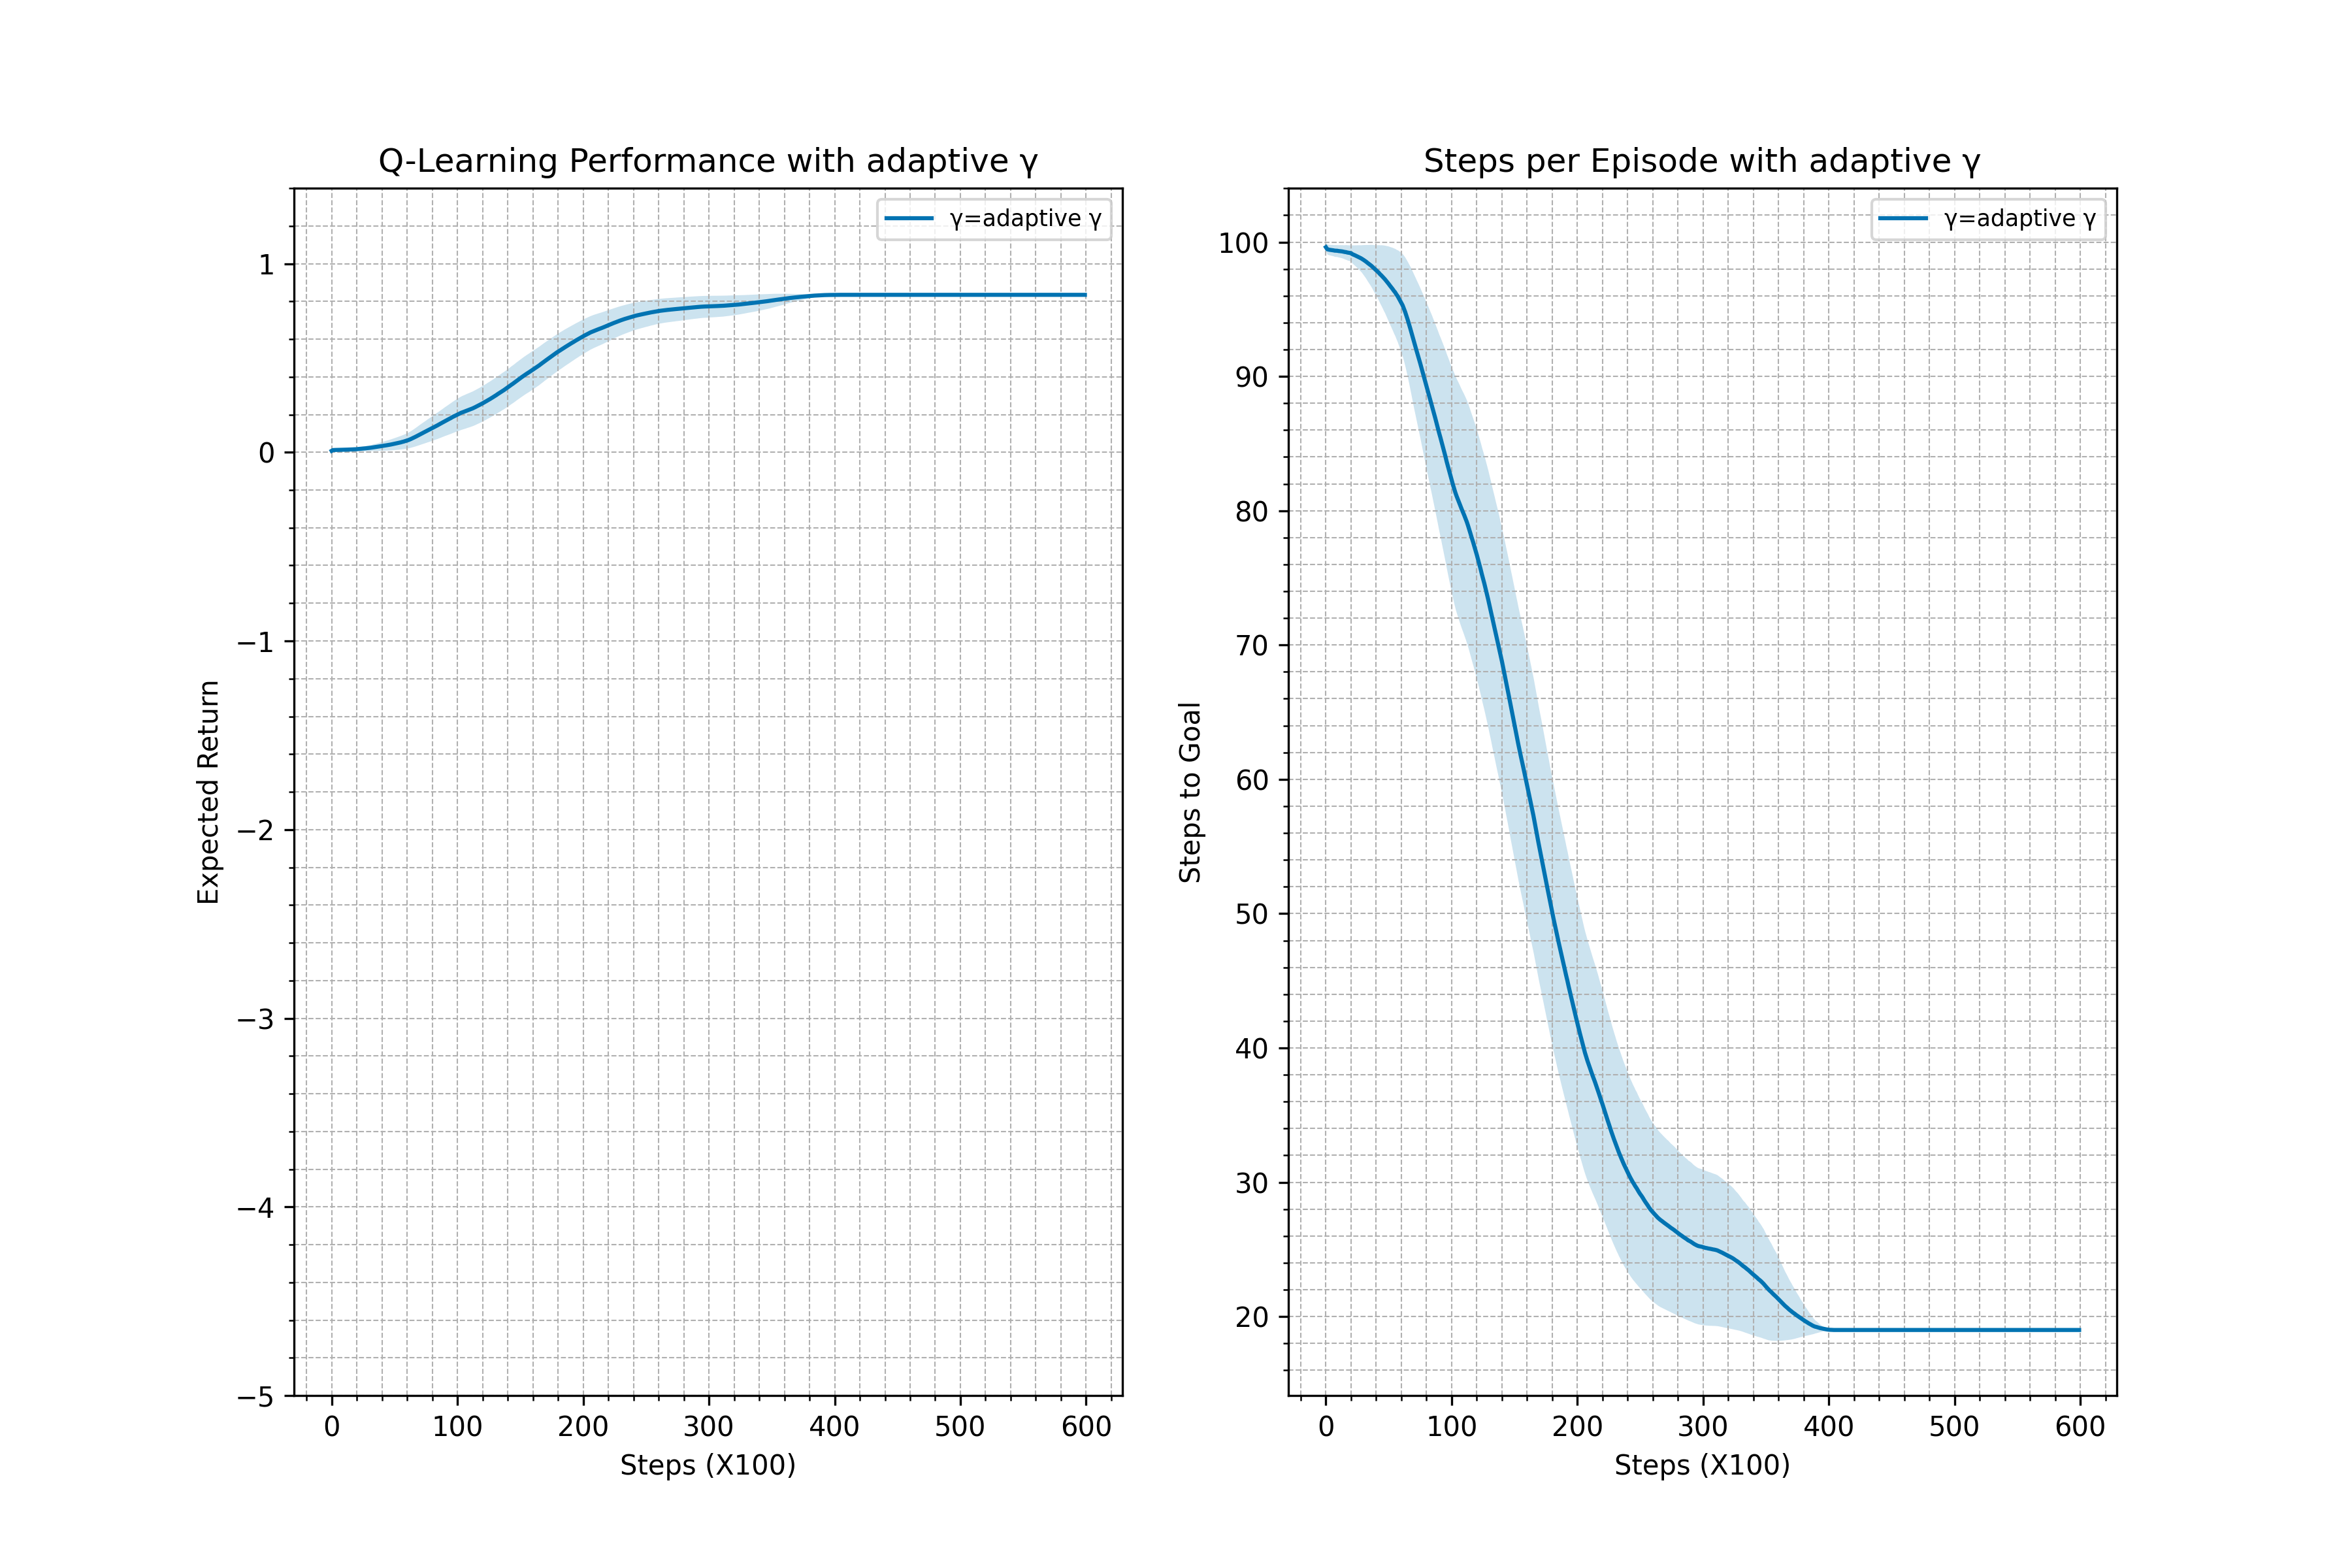 Q-Learning Performance with adaptive γ
γ=adaptive γ
Expected Return
1
0
−1
−2
−3
−4
−5
0 100 200 300 400 500 600
Steps (X100)
Steps per Episode with adaptive γ
γ=adaptive γ
Steps to Goal
100
90
80
70
60
50
40
30
20
0 100 200 300 400 500 600
Steps (X100)